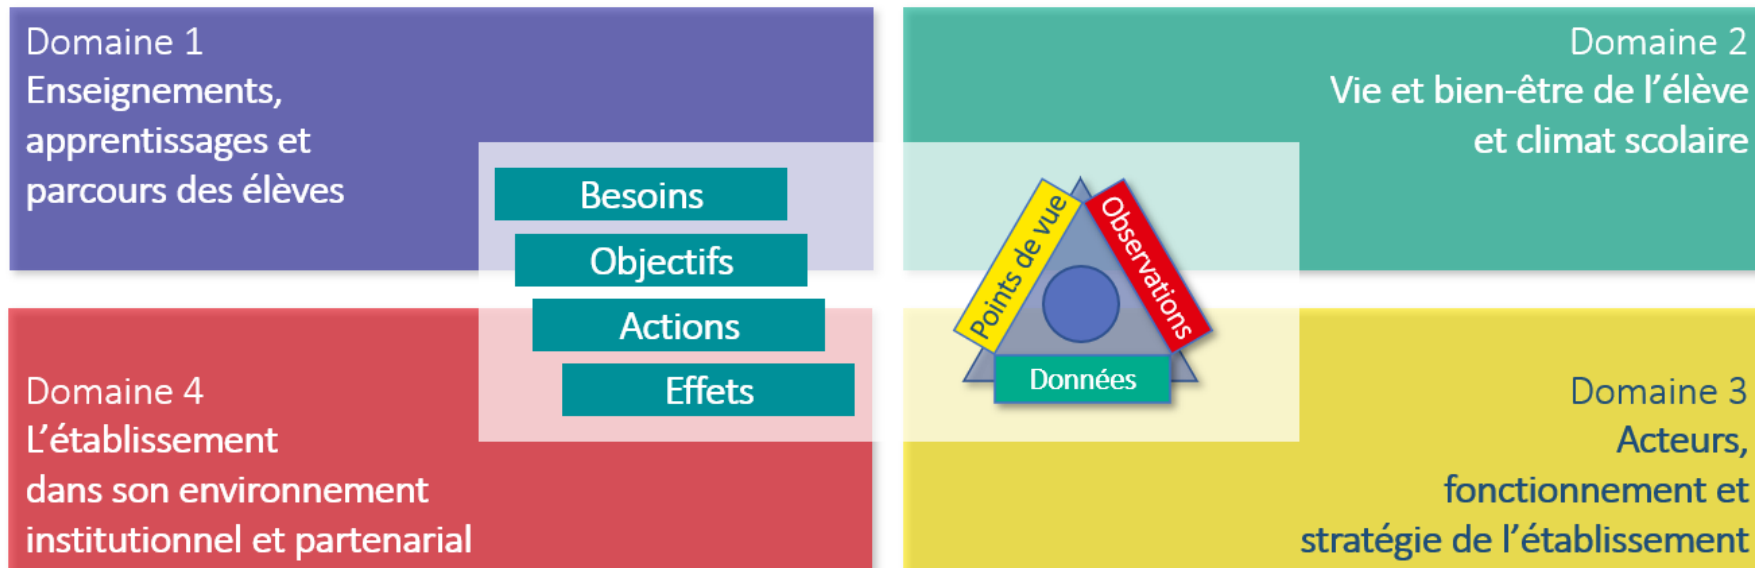 Domaine 1
Enseignements,
apprentissages et
parcours des élèves
Domaine 2
Vie et bien-être de l’élève
et climat scolaire
Besoins
Objectifs
Actions
Effets
Points de vue
Observations
Données
Domaine 4
L’établissement
dans son environnement
institutionnel et partenarial
Domaine 3
Acteurs,
fonctionnement et
stratégie de l’établissement